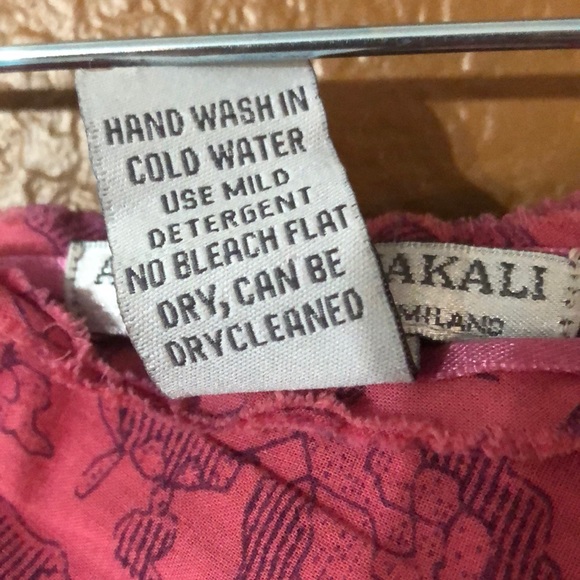 HAND WASH IN
COLD WATER
USE MILD
DETERGENT
NO BLEACH FLAT
DRY, CAN BE
DRYCLEANED
A AKALI
MILANO